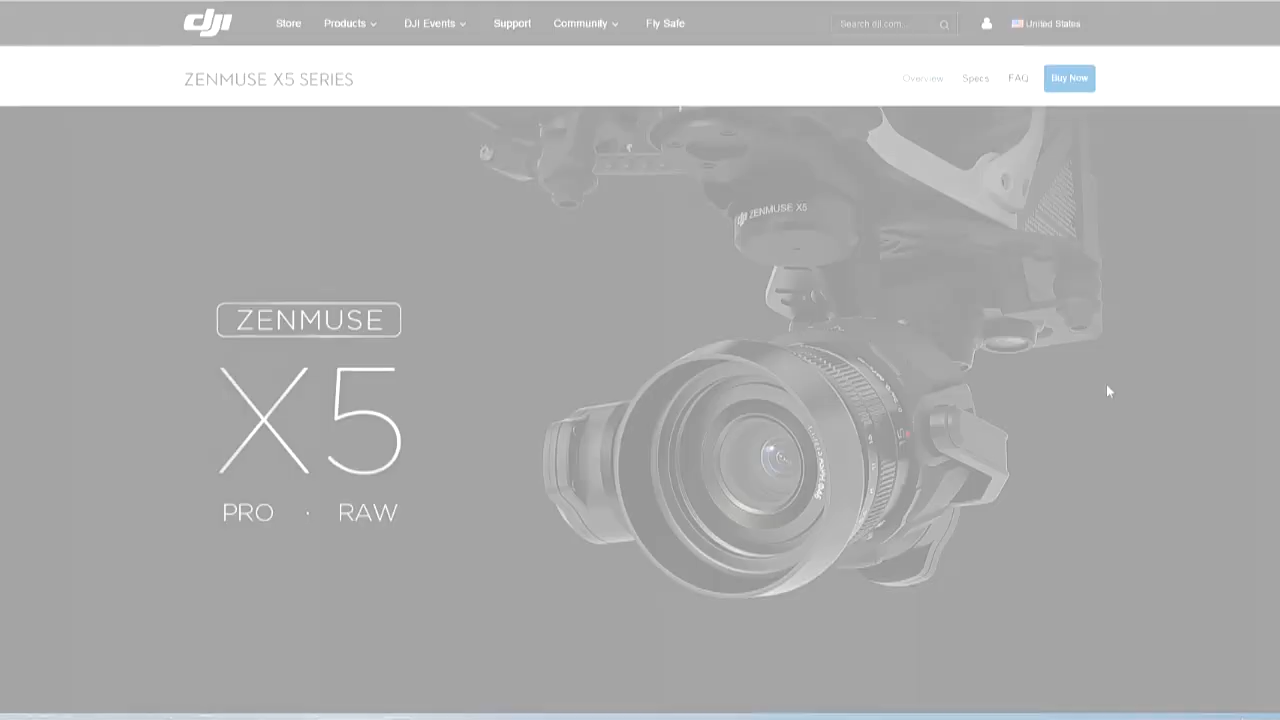 dji Store Products DJI Events Support Community Fly Safe Search dji.com... United States
ZENMUSE X5 SERIES Overview Specs FAQ Buy Now
dji ZENMUSE X5
ZENMUSE
X5
PRO · RAW